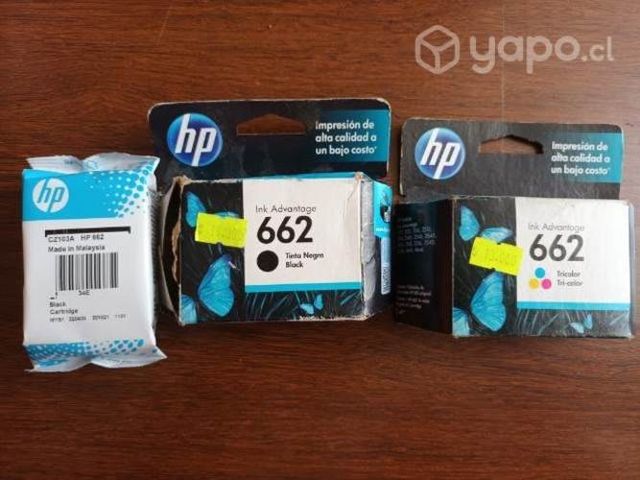 yapo.cl
hp
CZ103A HP 662
Made In Malaysia
Black
Cartridge
hp
Impresión de
alta calidad a
un bajo costo
Ink Advantage
662
Tinta Negra
Black
hp
Impresión de
alta calidad a
un bajo costo
Ink Advantage
662
Tricolor
Tri-color